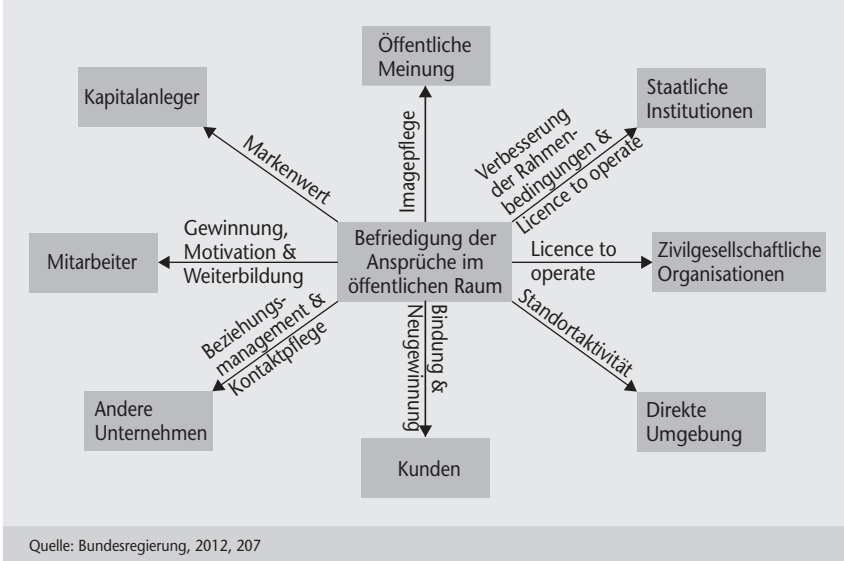 Öffentliche
Meinung
Kapitalanleger
Staatliche
Institutionen
Markenwert
Imagepflege
Verbesserung
der Rahmen-
bedingungen &
Licence to operate
Mitarbeiter
Gewinnung,
Motivation &
Weiterbildung
Befriedigung der
Ansprüche im
öffentlichen Raum
Licence to
operate
Zivilgesellschaftliche
Organisationen
Beziehungs-
management &
Kontaktpflege
Bindung &
Neugewinnung
Standortaktivität
Andere
Unternehmen
Kunden
Direkte
Umgebung
Quelle: Bundesregierung, 2012, 207